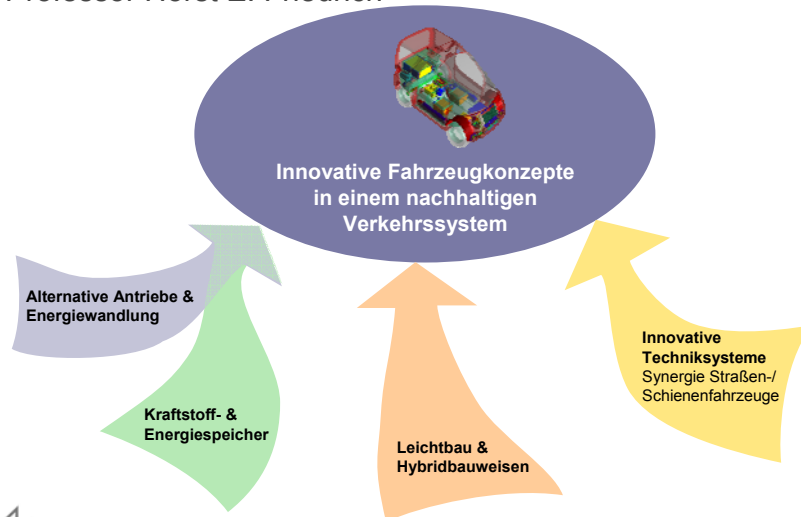 Innovative Fahrzeugkonzepte
in einem nachhaltigen
Verkehrssystem
Alternative Antriebe &
Energiewandlung
Kraftstoff- &
Energiespeicher
Leichtbau &
Hybridbauweisen
Innovative
Techniksysteme
Synergie Straßen-/
Schienenfahrzeuge